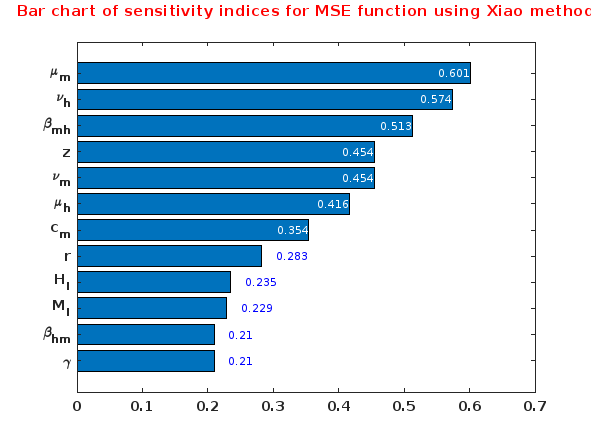 Bar chart of sensitivity indices for MSE function using Xiao method
μm 0.601
νh 0.574
βmh 0.513
z 0.454
νm 0.454
μh 0.416
cm 0.354
r 0.283
HI 0.235
MI 0.229
βhm 0.21
γ 0.21
0 0.1 0.2 0.3 0.4 0.5 0.6 0.7